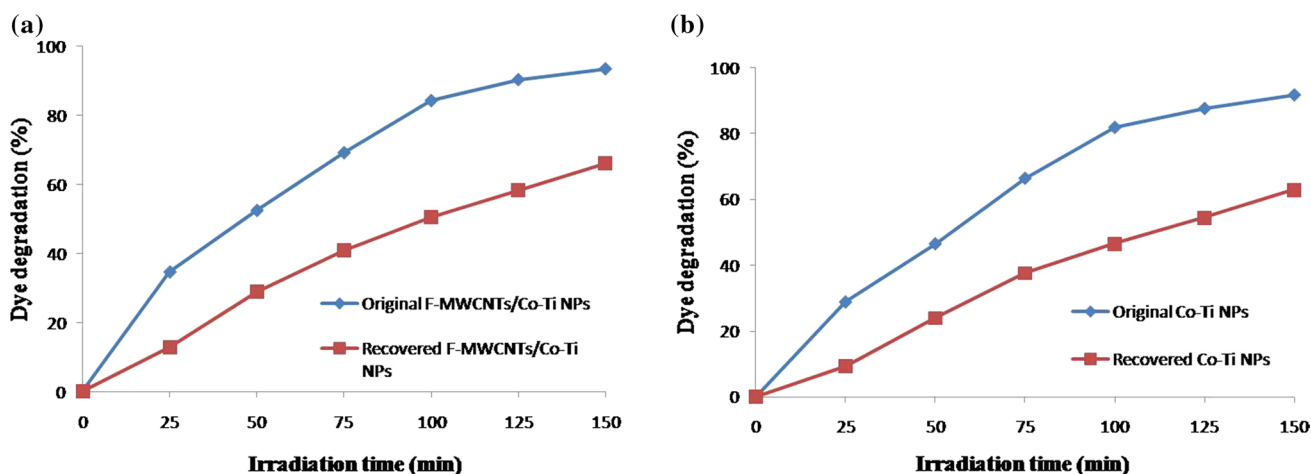 (a)
100
80
60
40
20
0
Dye degradation (%)
Original F-MWCNTs/Co-Ti NPs
Recovered F-MWCNTs/Co-Ti
NPs
0 25 50 75 100 125 150
Irradiation time (min)
(b)
100
80
60
40
20
0
Dye degradation (%)
Original Co-Ti NPs
Recovered Co-Ti NPs
0 25 50 75 100 125 150
Irradiation time (min)